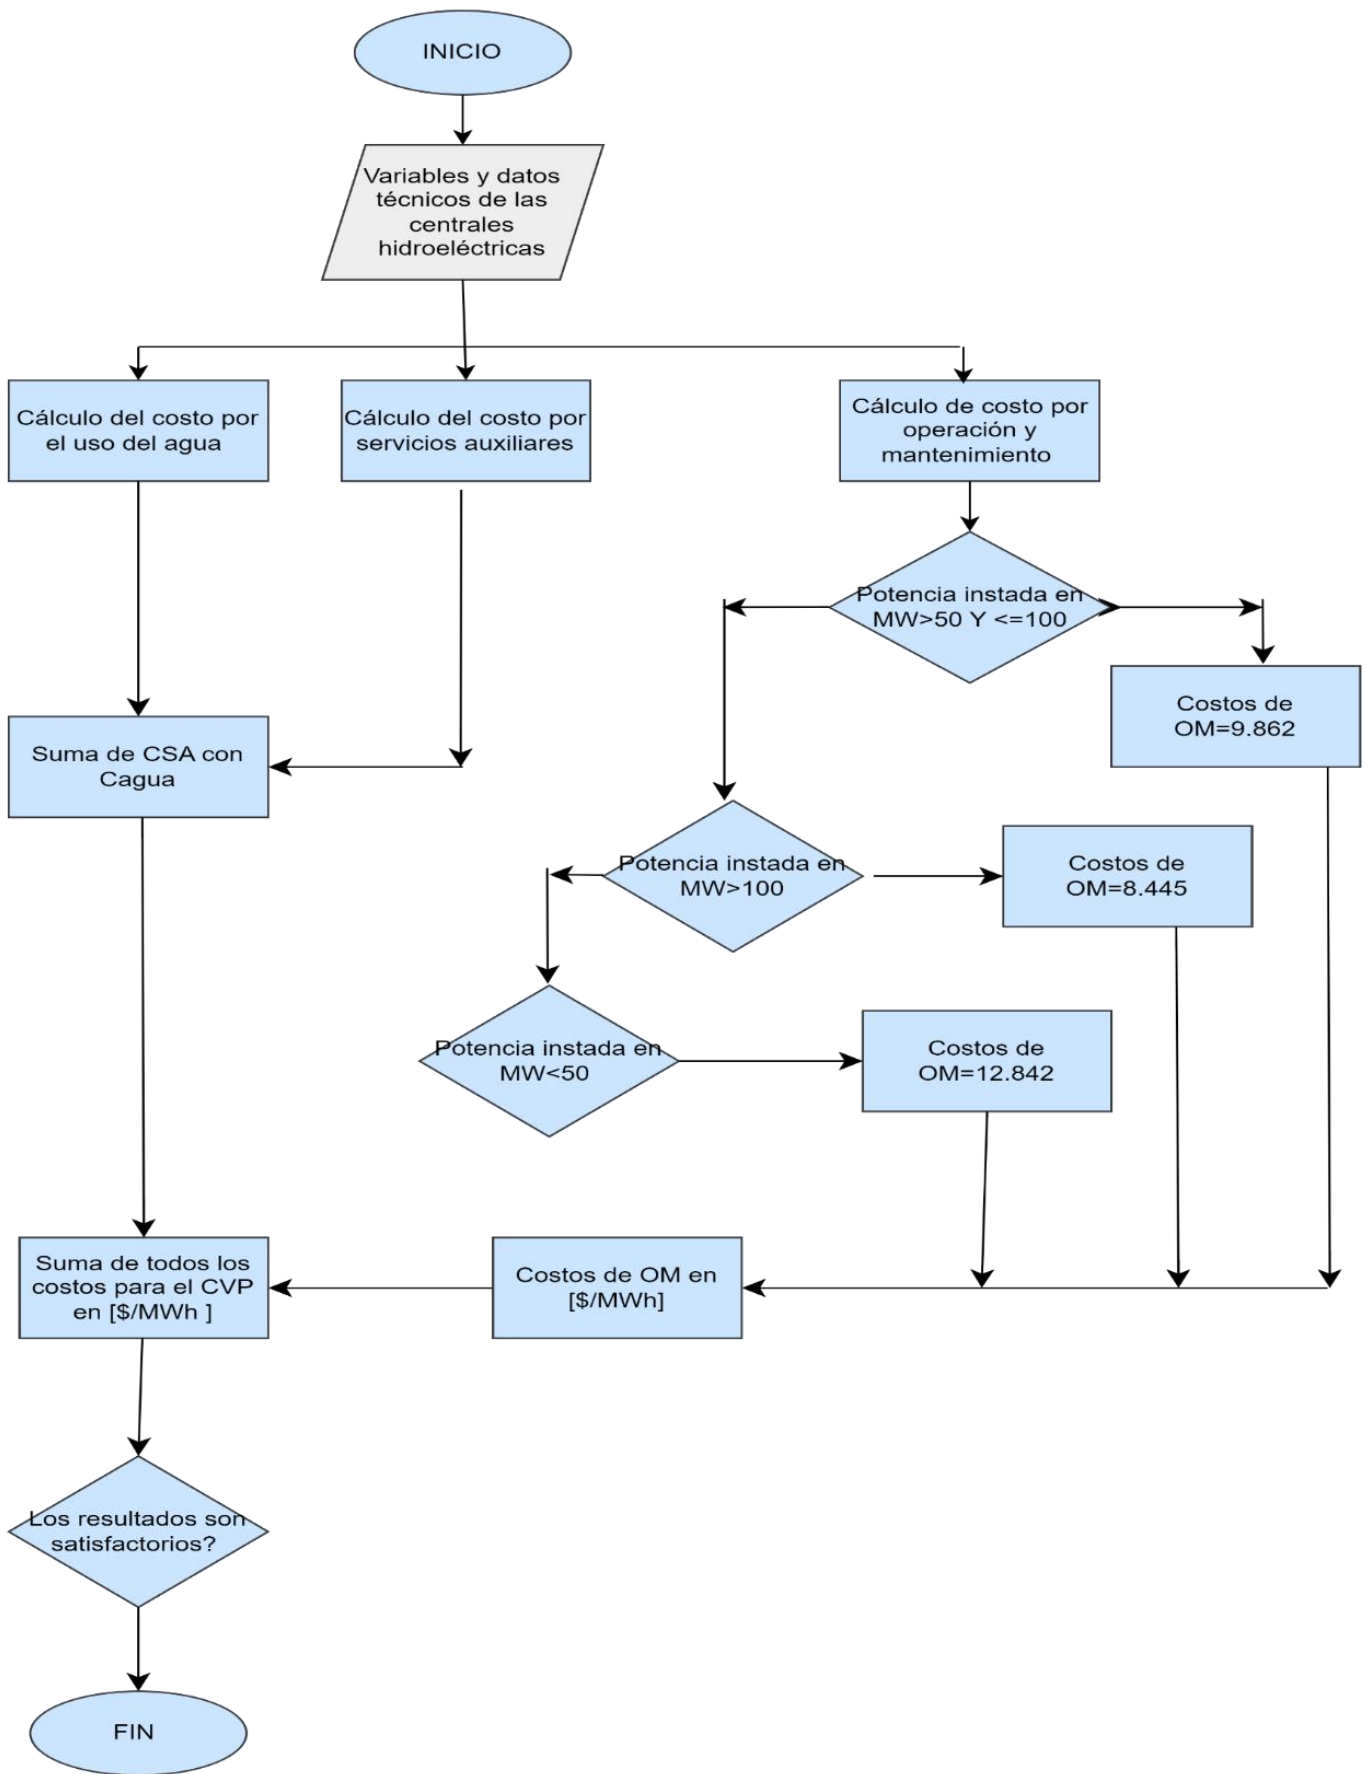 INICIO
Variables y datos
técnicos de las
centrales
hidroeléctricas
Cálculo del costo por
el uso del agua
Cálculo del costo por
servicios auxiliares
Cálculo de costo por
operación y
mantenimiento
Potencia instada en
MW>50 Y <=100
Costos de
OM=9.862
Suma de CSA con
Cagua
Potencia instada en
MW>100
Costos de
OM=8.445
Potencia instada en
MW<50
Costos de
OM=12.842
Suma de todos los
costos para el CVP
en [$/MWh ]
Costos de OM en
[$/MWh]
Los resultados son
satisfactorios?
FIN